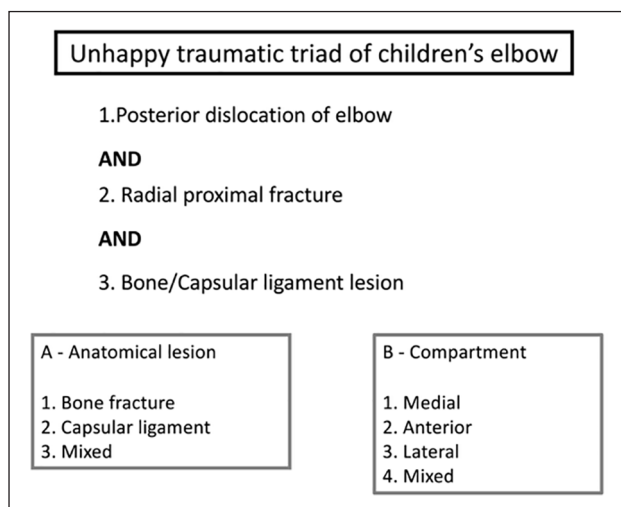 Unhappy traumatic triad of children's elbow
1.Posterior dislocation of elbow
AND
2. Radial proximal fracture
AND
3. Bone/Capsular ligament lesion
A - Anatomical lesion
1. Bone fracture
2. Capsular ligament
3. Mixed
B - Compartment
1. Medial
2. Anterior
3. Lateral
4. Mixed